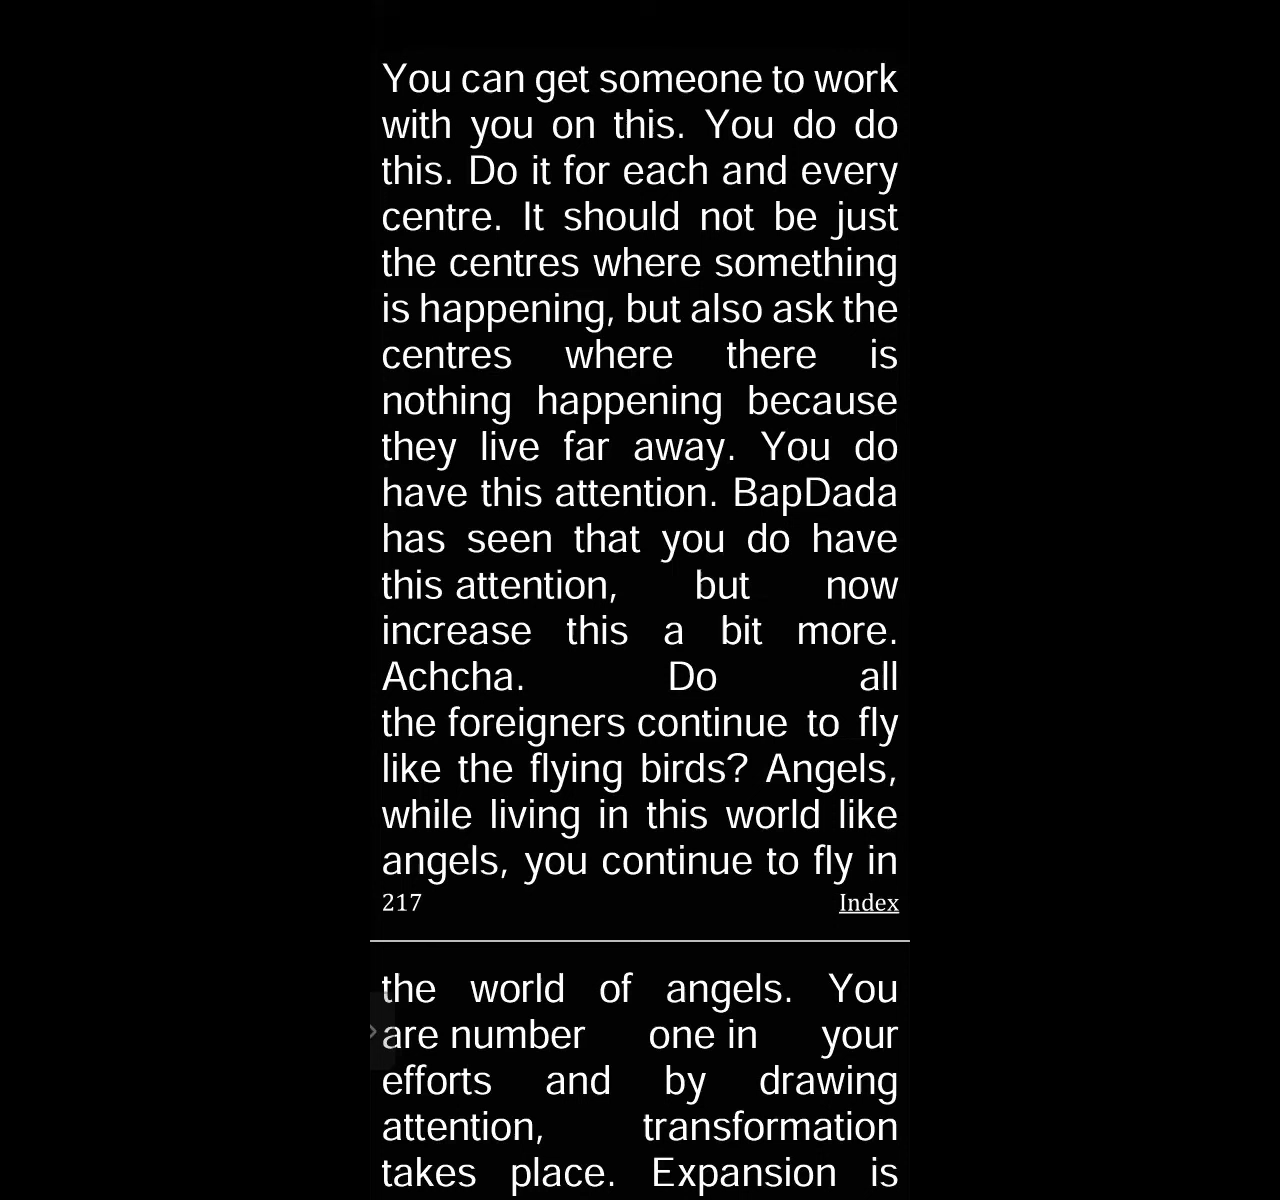 You can get someone to work
with you on this. You do do
this. Do it for each and every
centre. It should not be just
the centres where something
is happening, but also ask the
centres where there is
nothing happening because
they live far away. You do
have this attention. BapDada
has seen that you do have
this attention, but now
increase this a bit more.
Achcha. Do all
the foreigners continue to fly
like the flying birds? Angels,
while living in this world like
angels, you continue to fly in
217 Index
the world of angels. You
are number one in your
efforts and by drawing
attention, transformation
takes place. Expansion is